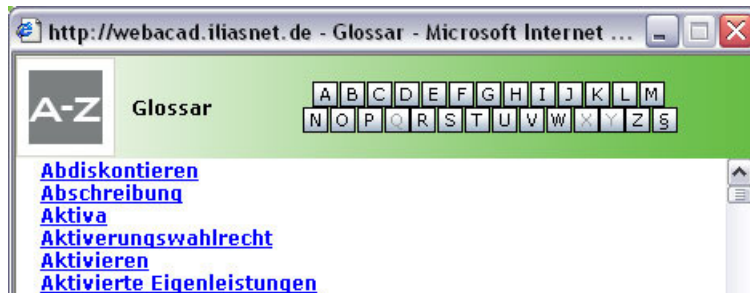 http://webacad.iliasnet.de - Glossar - Microsoft Internet ...
A-Z Glossar
A B C D E F G H I J K L M
N O P Q R S T U V W X Y Z §
Abdiskontieren
Abschreibung
Aktiva
Aktiverungswahlrecht
Aktivieren
Aktivierte Eigenleistungen